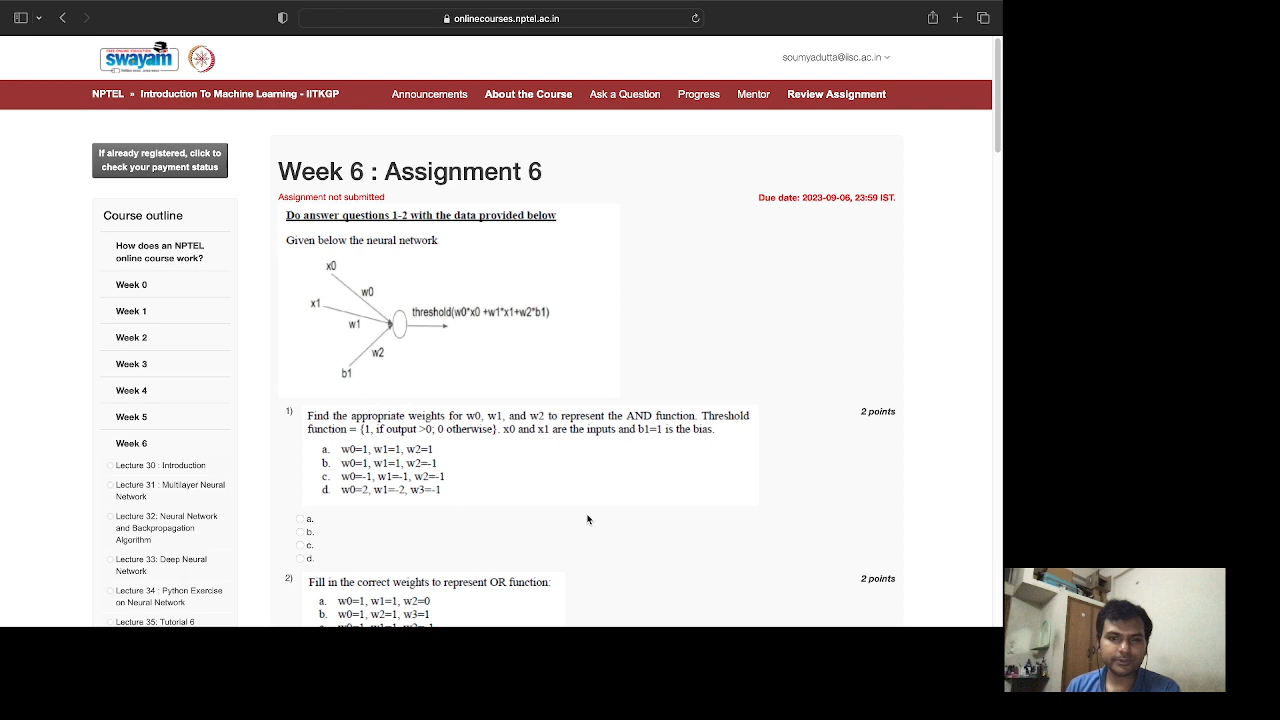 onlinecourses.nptel.ac.in
FREE ONLINE EDUCATION
swayam
soumyadutta@iisc.ac.in
NPTEL » Introduction To Machine Learning - IITKGP
Announcements About the Course Ask a Question Progress Mentor Review Assignment
If already registered, click to
check your payment status
Course outline
How does an NPTEL
online course work?
Week 0
Week 1
Week 2
Week 3
Week 4
Week 5
Week 6
Lecture 30 : Introduction
Lecture 31 : Multilayer Neural
Network
Lecture 32: Neural Network
and Backpropagation
Algorithm
Lecture 33: Deep Neural
Network
Lecture 34 : Python Exercise
on Neural Network
Lecture 35: Tutorial 6
Week 6 : Assignment 6
Assignment not submitted
Due date: 2023-09-06, 23:59 IST.
Do answer questions 1-2 with the data provided below
Given below the neural network
x0
w0
x1
threshold(w0*x0 +w1*x1+w2*b1)
w1
w2
b1
1) Find the appropriate weights for w0, w1, and w2 to represent the AND function. Threshold
function = {1, if output >0; 0 otherwise}. x0 and x1 are the inputs and b1=1 is the bias.
2 points
a. w0=1, w1=1, w2=1
b. w0=1, w1=1, w2=-1
c. w0=-1, w1=-1, w2=-1
d. w0=2, w1=-2, w3=-1
a.
b.
c.
d.
2) Fill in the correct weights to represent OR function:
2 points
a. w0=1, w1=1, w2=0
b. w0=1, w2=1, w3=1